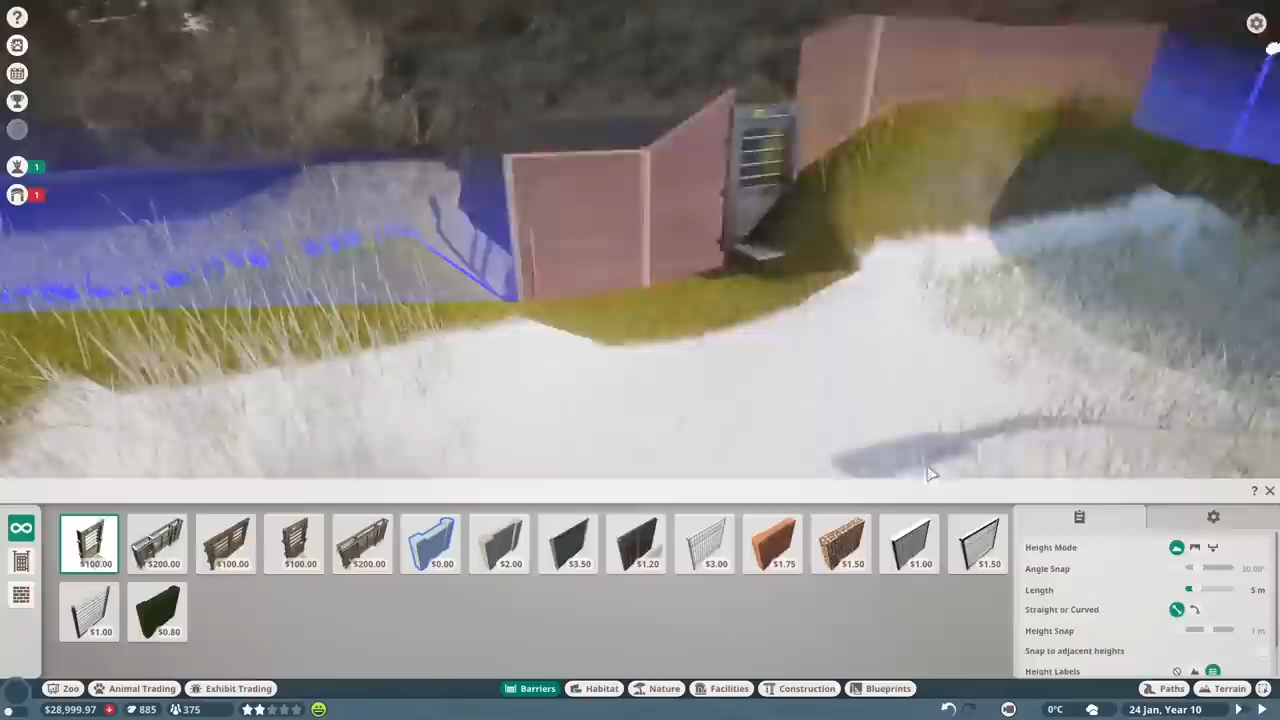 ?
1
1
? ×
$100.00 $200.00 $100.00 $100.00 $200.00 $0.00 $2.00 $3.50 $1.20 $3.00 $1.75 $1.50 $1.00 $1.50
$1.00 $0.80
Height Mode
Angle Snap 30.00°
Length 5 m
Straight or Curved
Height Snap 1 m
Snap to adjacent heights
Height Labels
Zoo Animal Trading Exhibit Trading Barriers Habitat Nature Facilities Construction Blueprints Paths Terrain
$28,999.97 885 375 0°C 24 Jan, Year 10